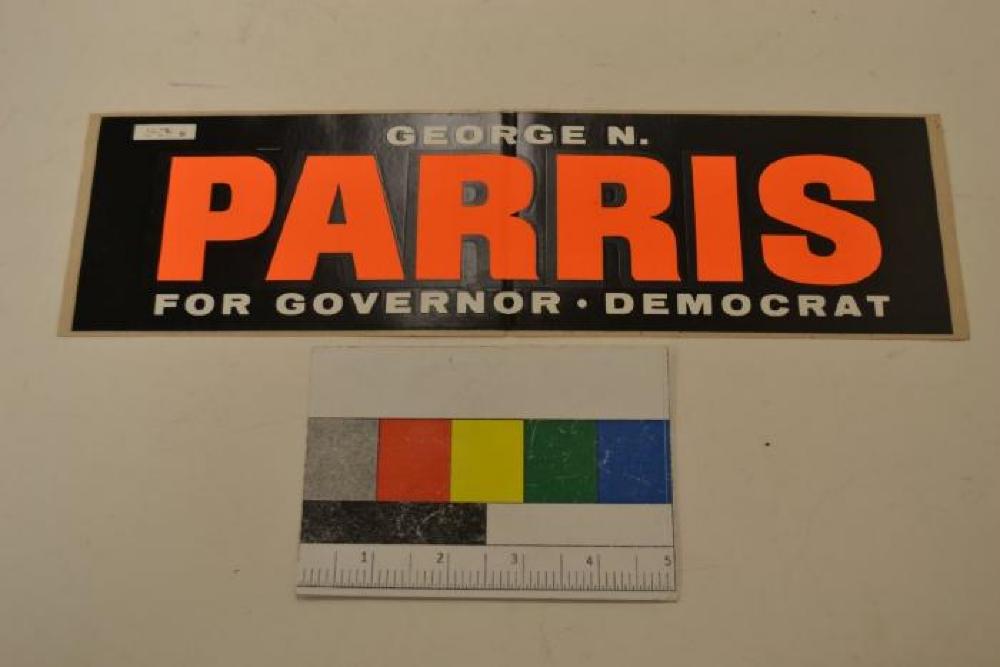 GEORGE N.
PARRIS
FOR GOVERNOR · DEMOCRAT
1 2 3 4 5